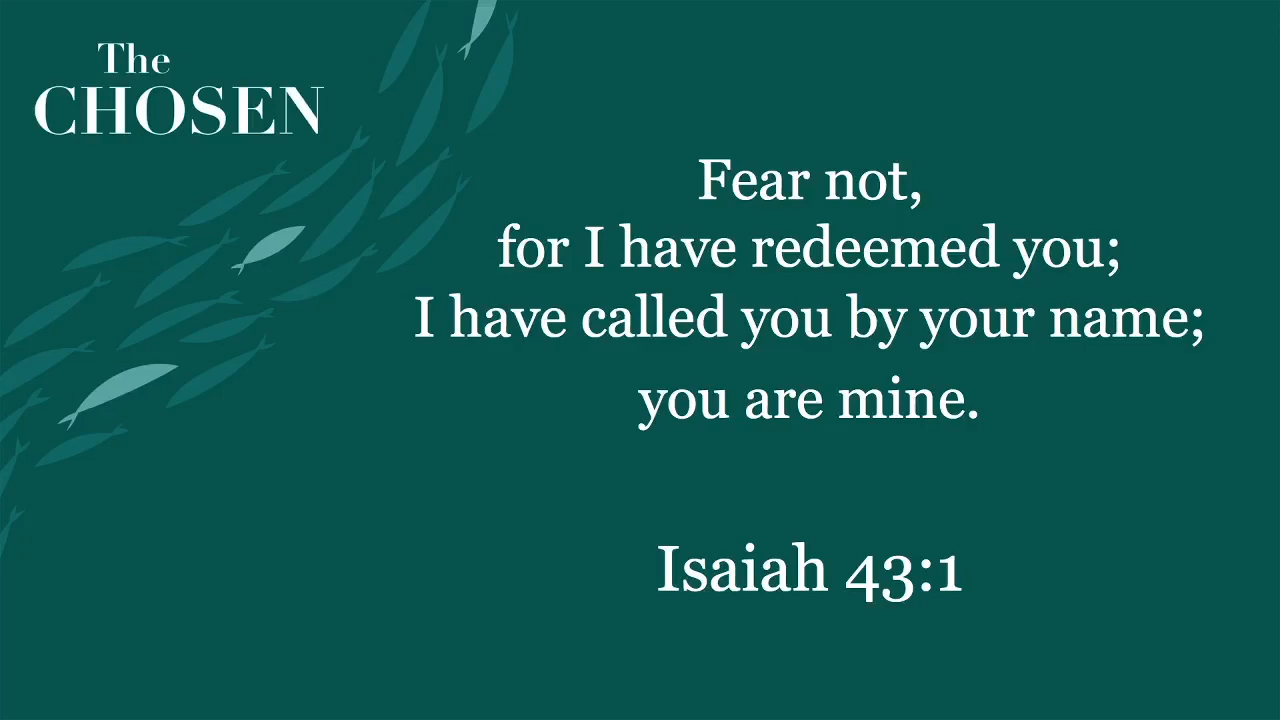 The
CHOSEN
Fear not,
for I have redeemed you;
I have called you by your name;
you are mine.
Isaiah 43:1